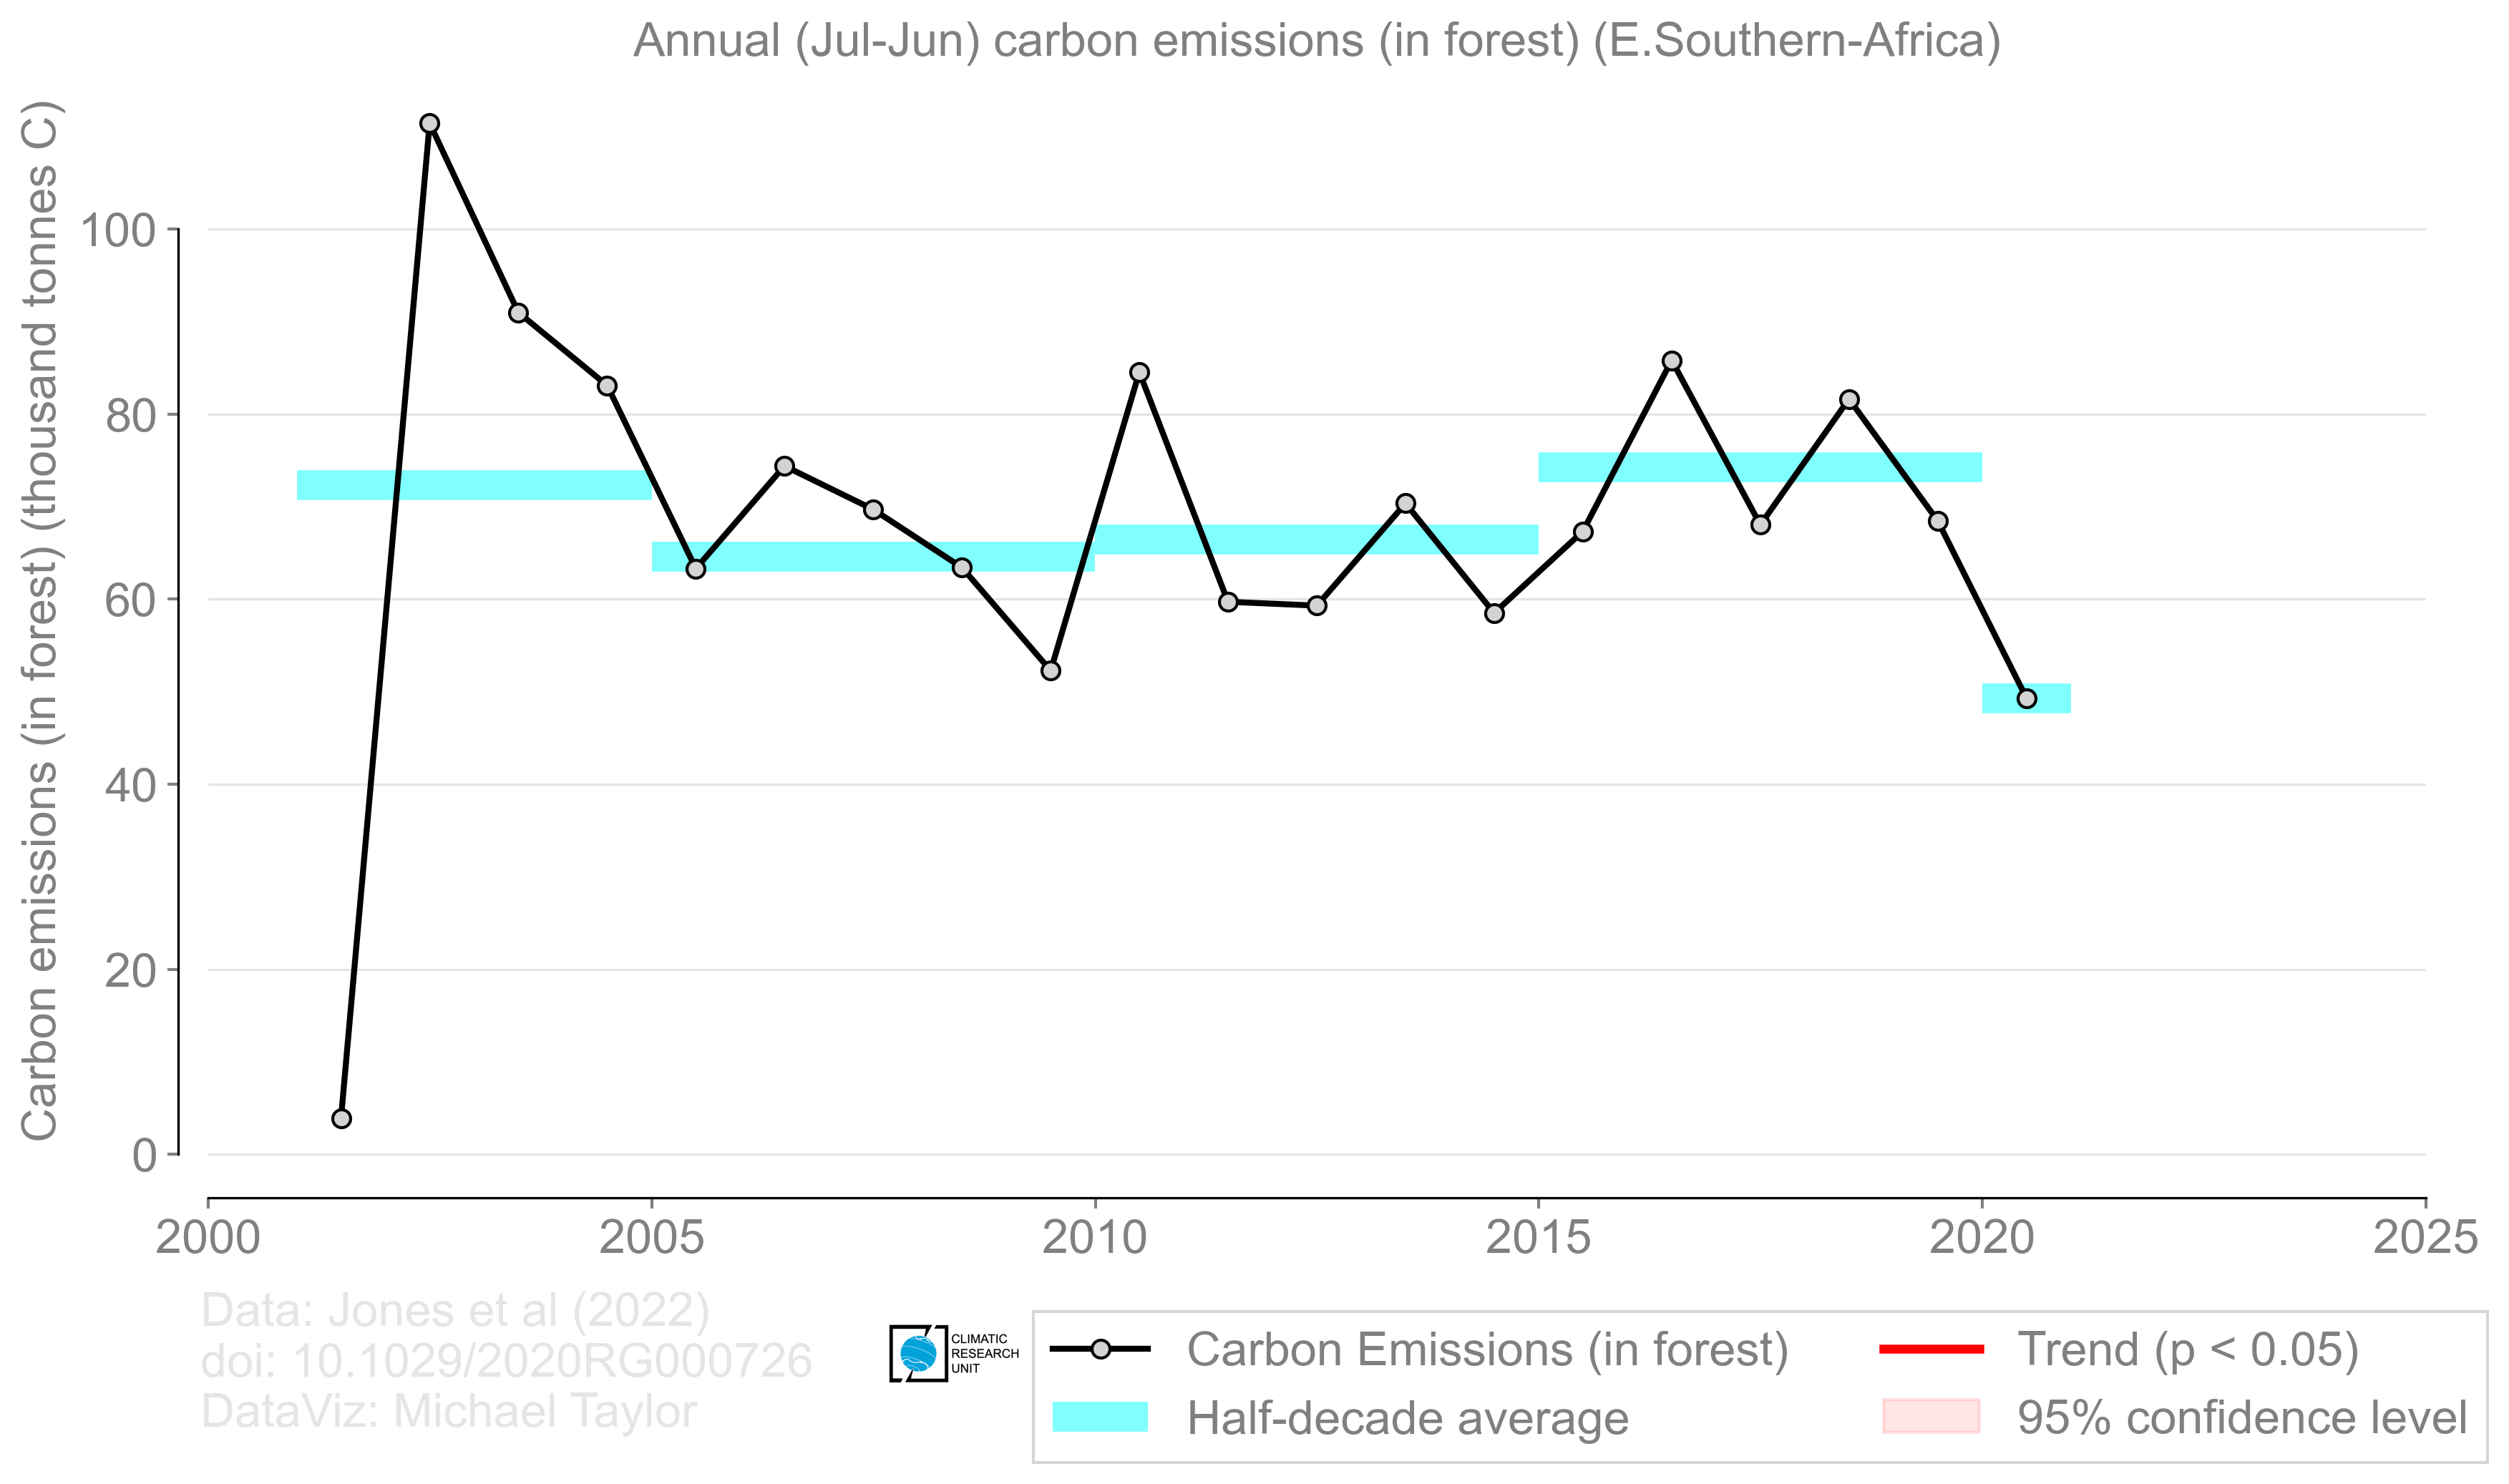 Annual (Jul-Jun) carbon emissions (in forest) (E.Southern-Africa)
Carbon emissions (in forest) (thousand tonnes C)
100
80
60
40
20
0
2000
2005
2010
2015
2020
2025
Data: Jones et al (2022)
doi: 10.1029/2020RG000726
DataViz: Michael Taylor
CLIMATIC
RESEARCH
UNIT
Carbon Emissions (in forest)
Half-decade average
Trend (p < 0.05)
95% confidence level